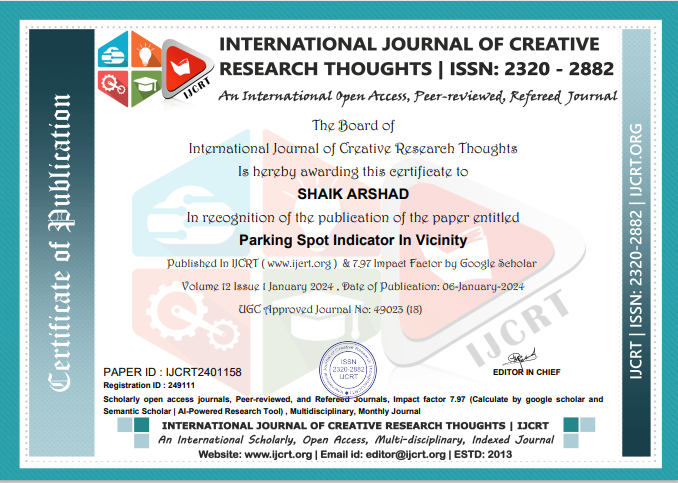 INTERNATIONAL JOURNAL OF CREATIVE
RESEARCH THOUGHTS | ISSN: 2320 - 2882
An International Open Access, Peer-reviewed, Refereed Journal
IJCRT
Certificate of Publication
The Board of
International Journal of Creative Research Thoughts
Is hereby awarding this certificate to
SHAIK ARSHAD
In recognition of the publication of the paper entitled
Parking Spot Indicator In Vicinity
Published In IJCRT ( www.ijcrt.org ) & 7.97 Impact Factor by Google Scholar
Volume 12 Issue 1 January 2024 , Date of Publication: 06-January-2024
UGC Approved Journal No: 49023 (18)
IJCRT
IJCRT | ISSN: 2320-2882 | IJCRT.ORG
PAPER ID : IJCRT2401158
Registration ID : 249111
ISSN
2320-2882
IJCRT
EDITOR IN CHIEF
Scholarly open access journals, Peer-reviewed, and Refereed Journals, Impact factor 7.97 (Calculate by google scholar and
Semantic Scholar | AI-Powered Research Tool) , Multidisciplinary, Monthly Journal
INTERNATIONAL JOURNAL OF CREATIVE RESEARCH THOUGHTS | IJCRT
An International Scholarly, Open Access, Multi-disciplinary, Indexed Journal
Website: www.ijcrt.org | Email id: editor@ijcrt.org | ESTD: 2013